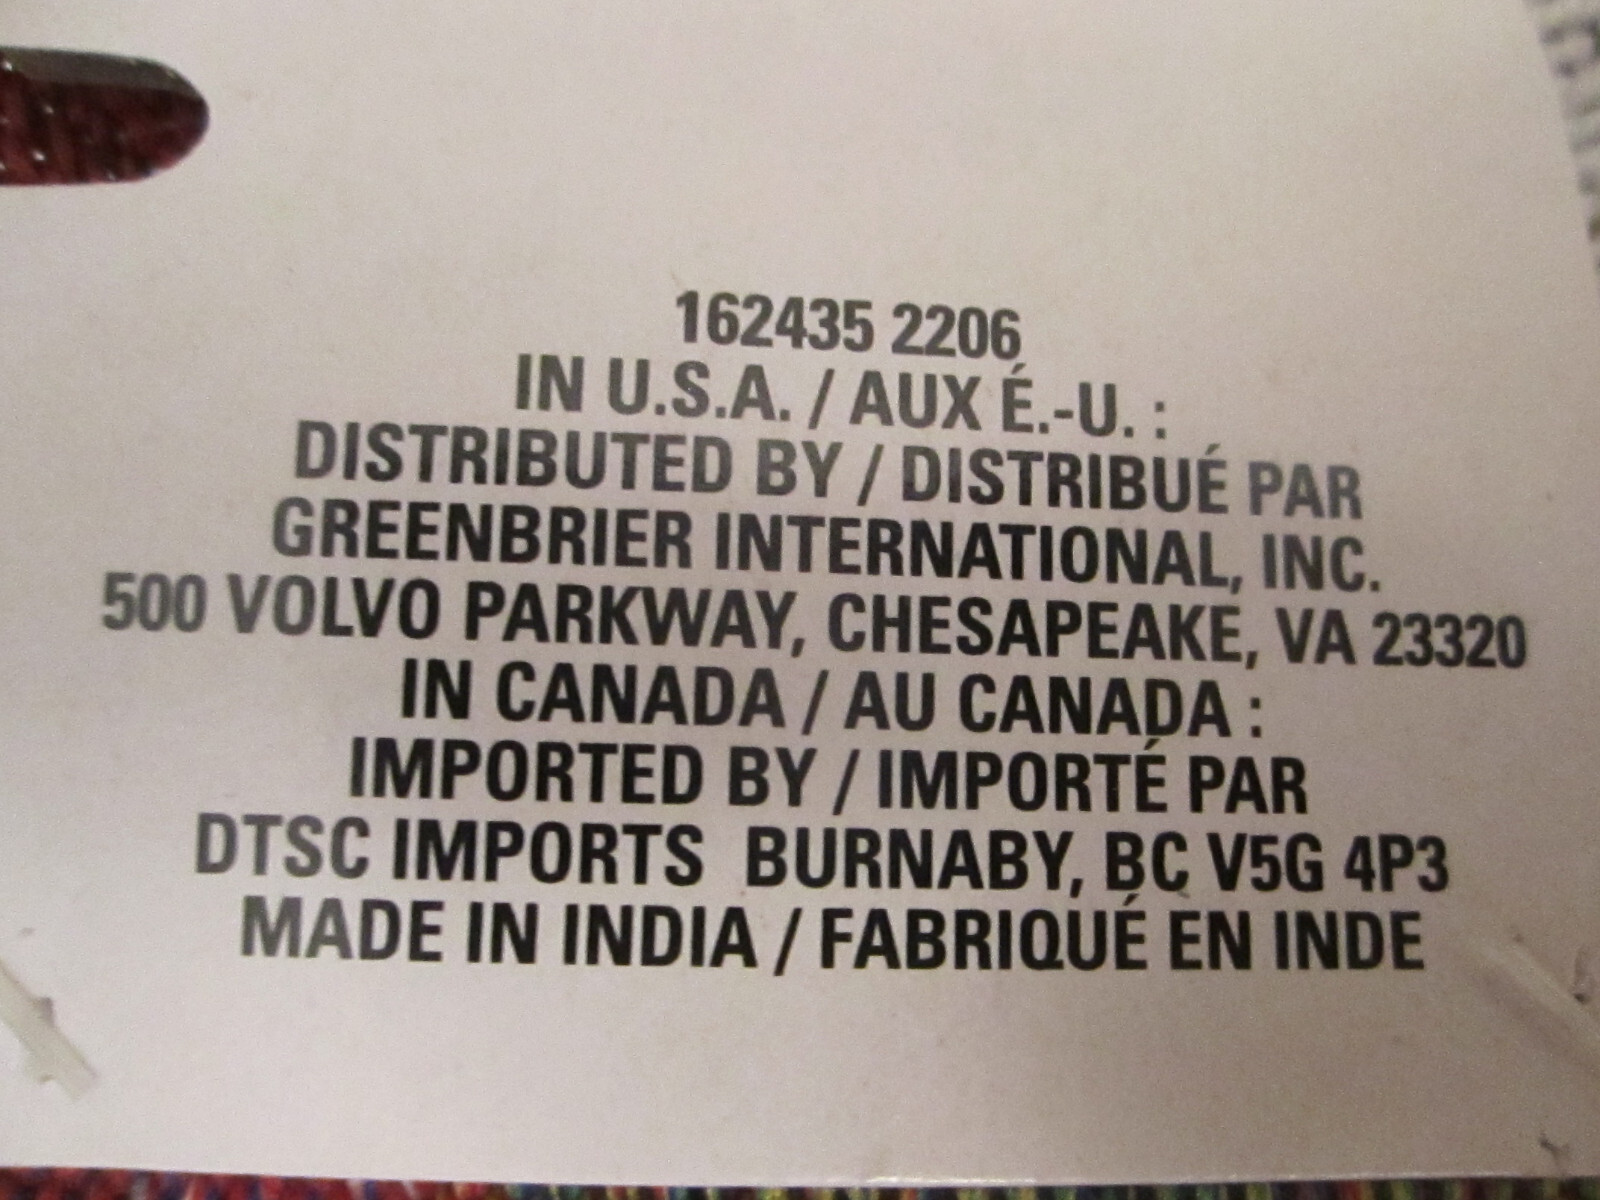 162435 2206
IN U.S.A. / AUX É.-U. :
DISTRIBUTED BY / DISTRIBUÉ PAR
GREENBRIER INTERNATIONAL, INC.
500 VOLVO PARKWAY, CHESAPEAKE, VA 23320
IN CANADA / AU CANADA :
IMPORTED BY / IMPORTÉ PAR
DTSC IMPORTS  BURNABY, BC V5G 4P3
MADE IN INDIA / FABRIQUÉ EN INDE